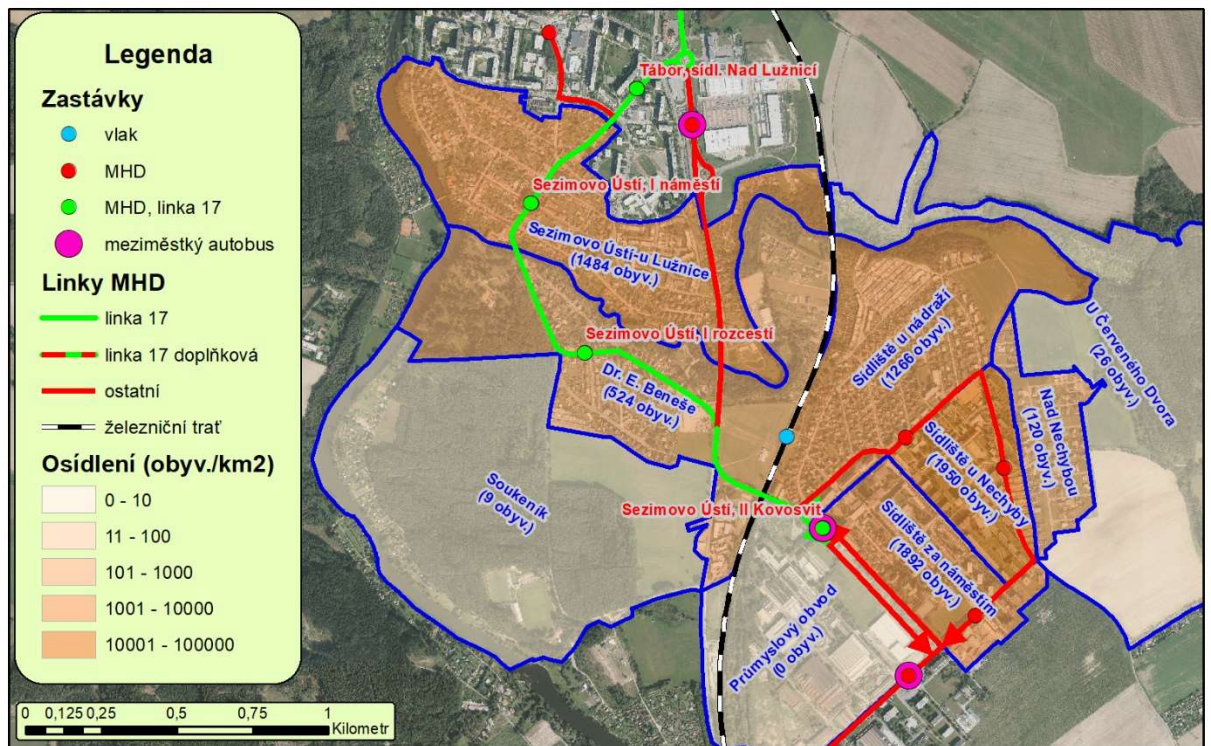 Legenda
Zastávky
vlak
MHD
MHD, linka 17
meziměstký autobus
Linky MHD
linka 17
linka 17 doplňková
ostatní
železniční trať
Osídlení (obyv./km2)
0 - 10
11 - 100
101 - 1000
1001 - 10000
10001 - 100000
0 0,125 0,25 0,5 0,75 1
Kilometr
Tábor, sídl. Nad Lužnicí
Sezimovo Ústí, I náměstí
Sezimovo Ústí-u Lužnice
(1484 obyv.)
Sezimovo Ústí, I rozcestí
Dr. E. Beneše
(524 obyv.)
Soukeník
(9 obyv.)
Sezimovo Ústí, II Kovosvit
Sídliště u nádraží
(1266 obyv.)
U Červeného Dvora
(26 obyv.)
Nad Nechybou
(120 obyv.)
Sídliště u Nechyby
(1950 obyv.)
Sídliště za náměstím
(1892 obyv.)
Průmyslový obvod
(0 obyv.)